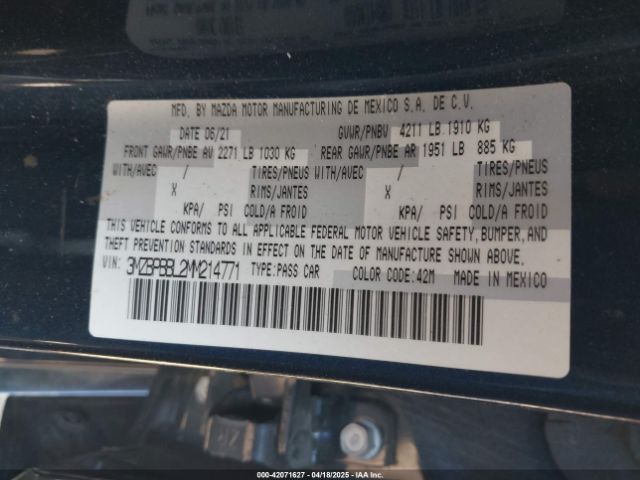 MFD. BY MAZDA MOTOR MANUFACTURING DE MEXICO S.A. DE C.V.
DATE 06/21 GVWR/PNBV 4211 LB 1910 KG
FRONT GAWR/PNBE AV 2271 LB 1030 KG REAR GAWR/PNBE AR 1951 LB 885 KG
WITH/AVEC / TIRES/PNEUS WITH/AVEC / TIRES/PNEUS
X RIMS/JANTES X RIMS/JANTES
KPA/ PSI COLD/A FROID KPA/ PSI COLD/A FROID
THIS VEHICLE CONFORMS TO ALL APPLICABLE FEDERAL MOTOR VEHICLE SAFETY, BUMPER, AND
THEFT PREVENTION STANDARDS IN EFFECT ON THE DATE OF MANUFACTURE SHOWN ABOVE.
VIN: 3MZBPBBL2MM214771 TYPE:PASS CAR COLOR CODE:42M MADE IN MEXICO
000-42071627 - 04/18/2025 - IAAI.COM